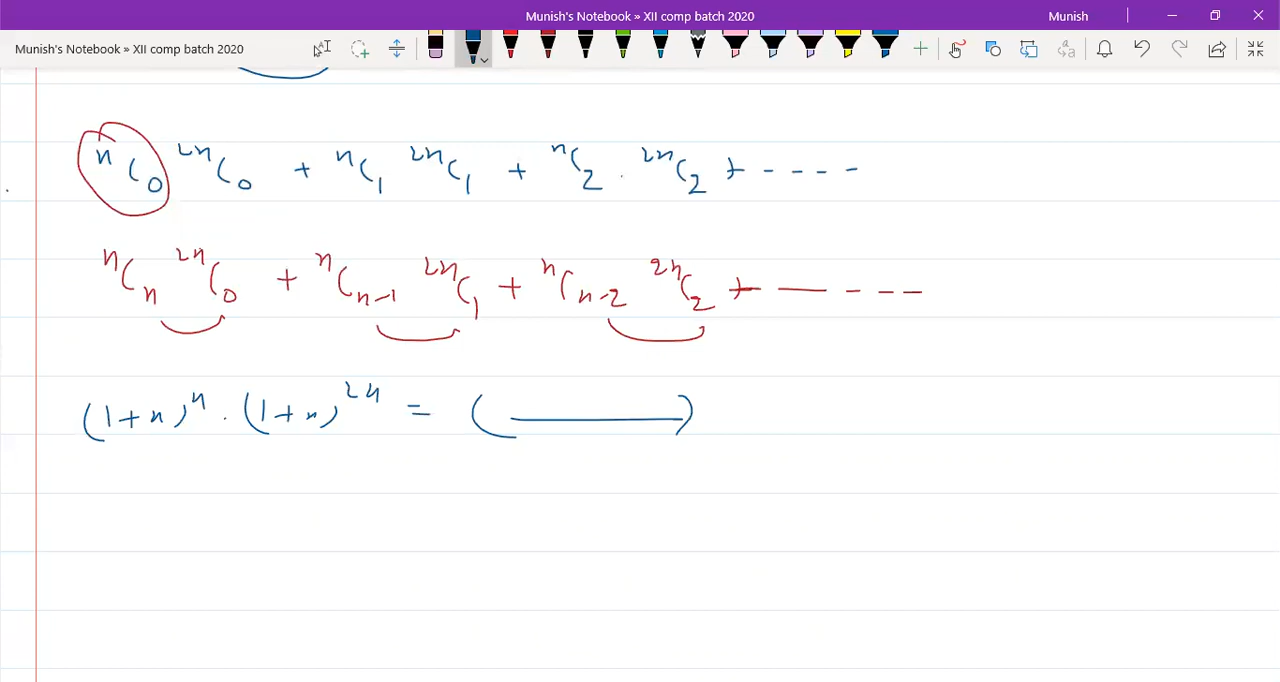 Munish's Notebook » XII comp batch 2020
Munish
Munish's Notebook » XII comp batch 2020
ⁿC₀ ²ⁿC₀ + ⁿC₁ ²ⁿC₁ + ⁿC₂ . ²ⁿC₂ + - - - -
ⁿCₙ ²ⁿC₀ + ⁿCₙ₋₁ ²ⁿC₁ + ⁿCₙ₋₂ ²ⁿC₂ + — - - -
(1+x)ⁿ . (1+x)²ⁿ = ( — )